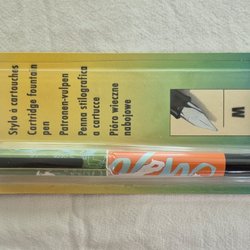 Stylo à cartouches
Cartridge fountain
pen
Patronen-vulpen
Penna stilografica
a cartucce
Pióro wieczne
nabojowe
M